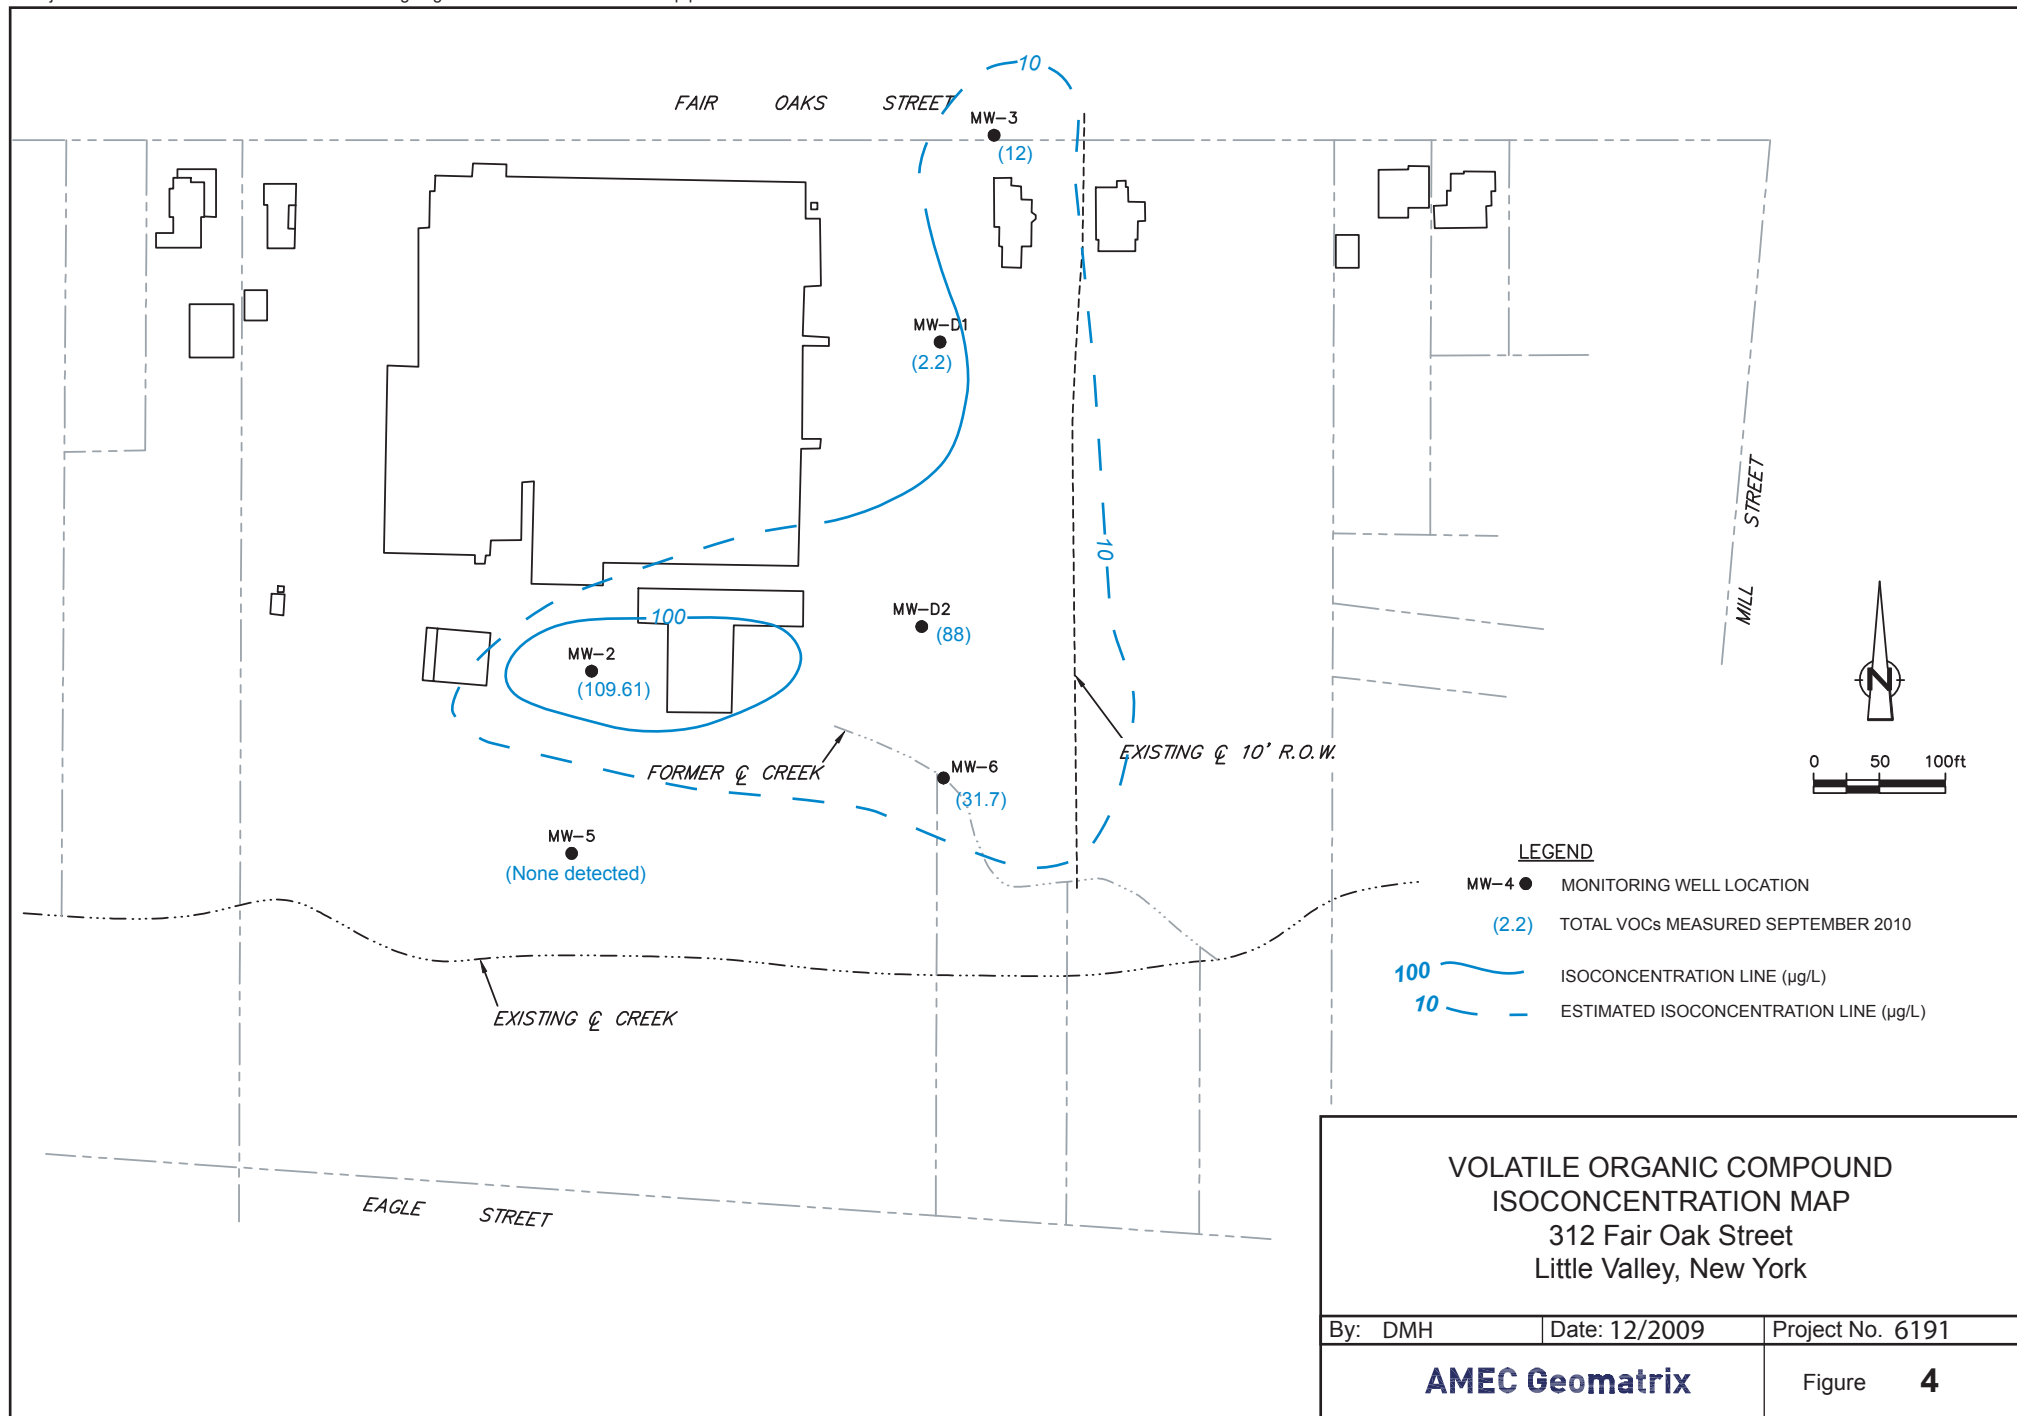 10
FAIR OAKS STREET
MW-3
(12)
MW-D1
(2.2)
MILL STREET
10
MW-D2
(88)
100
MW-2
(109.61)
N
EXISTING ℄ 10' R.O.W.
FORMER ℄ CREEK
MW-6
(31.7)
0 50 100ft
MW-5
(None detected)
LEGEND
MW-4 MONITORING WELL LOCATION
(2.2) TOTAL VOCs MEASURED SEPTEMBER 2010
100 ISOCONCENTRATION LINE (µg/L)
10 ESTIMATED ISOCONCENTRATION LINE (µg/L)
EXISTING ℄ CREEK
EAGLE STREET
VOLATILE ORGANIC COMPOUND
ISOCONCENTRATION MAP
312 Fair Oak Street
Little Valley, New York
By: DMH Date: 12/2009 Project No. 6191
AMEC Geomatrix Figure 4